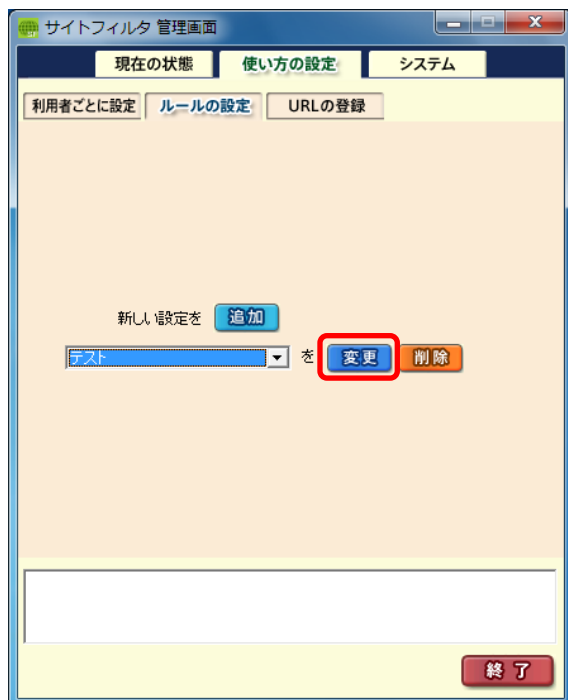 サイトフィルタ 管理画面
現在の状態 使い方の設定 システム
利用者ごとに設定 ルールの設定 URLの登録
新しい設定を 追加
テスト を 変更 削除
終了